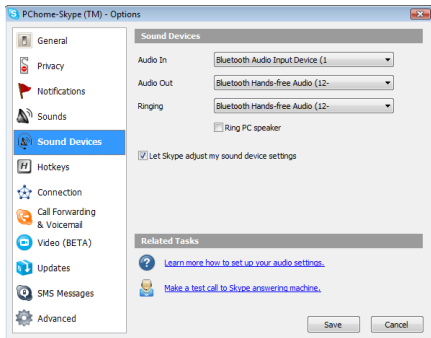 PChome-Skype (TM) - Options
General
Privacy
Notifications
Sounds
Sound Devices
Hotkeys
Connection
Call Forwarding
& Voicemail
Video (BETA)
Updates
SMS Messages
Advanced
Sound Devices
Audio In
Bluetooth Audio Input Device (1
Audio Out
Bluetooth Hands-free Audio (12-
Ringing
Bluetooth Hands-free Audio (12-
Ring PC speaker
Let Skype adjust my sound device settings
Related Tasks
Learn more how to set up your audio settings.
Make a test call to Skype answering machine.
Save
Cancel